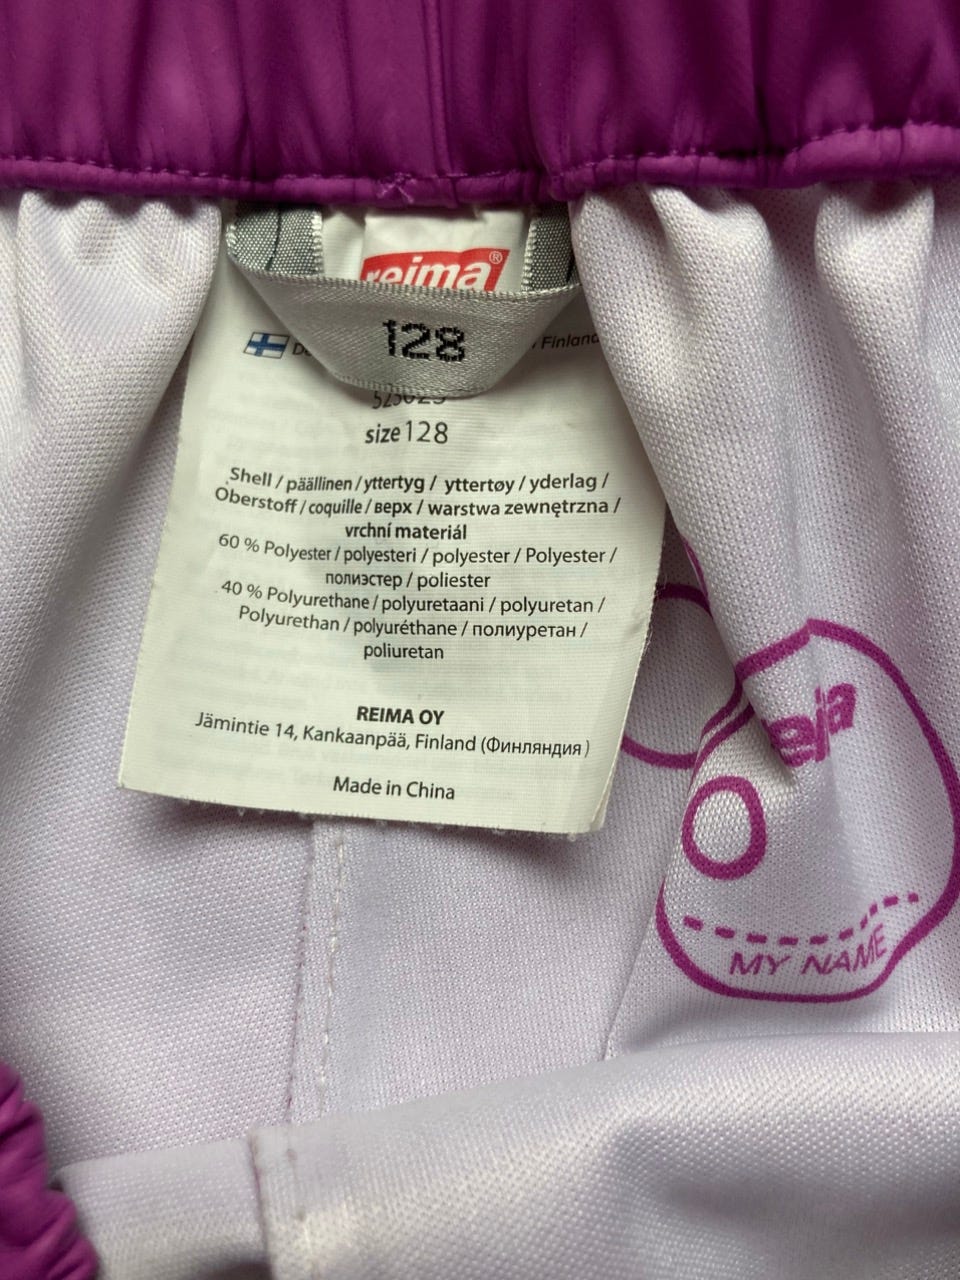 reima®
128
Finland
size 128
Shell / päällinen / yttertyg / yttertøy / yderlag /
Oberstoff / coquille / верх / warstwa zewnętrzna /
vrchní materiál
60 % Polyester / polyesteri / polyester / Polyester /
полиэстер / poliester
40 % Polyurethane / polyuretaani / polyuretan /
Polyurethan / polyuréthane / полиуретан /
poliuretan
REIMA OY
Jämintie 14, Kankaanpää, Finland (Финляндия)
Made in China
MY NAME